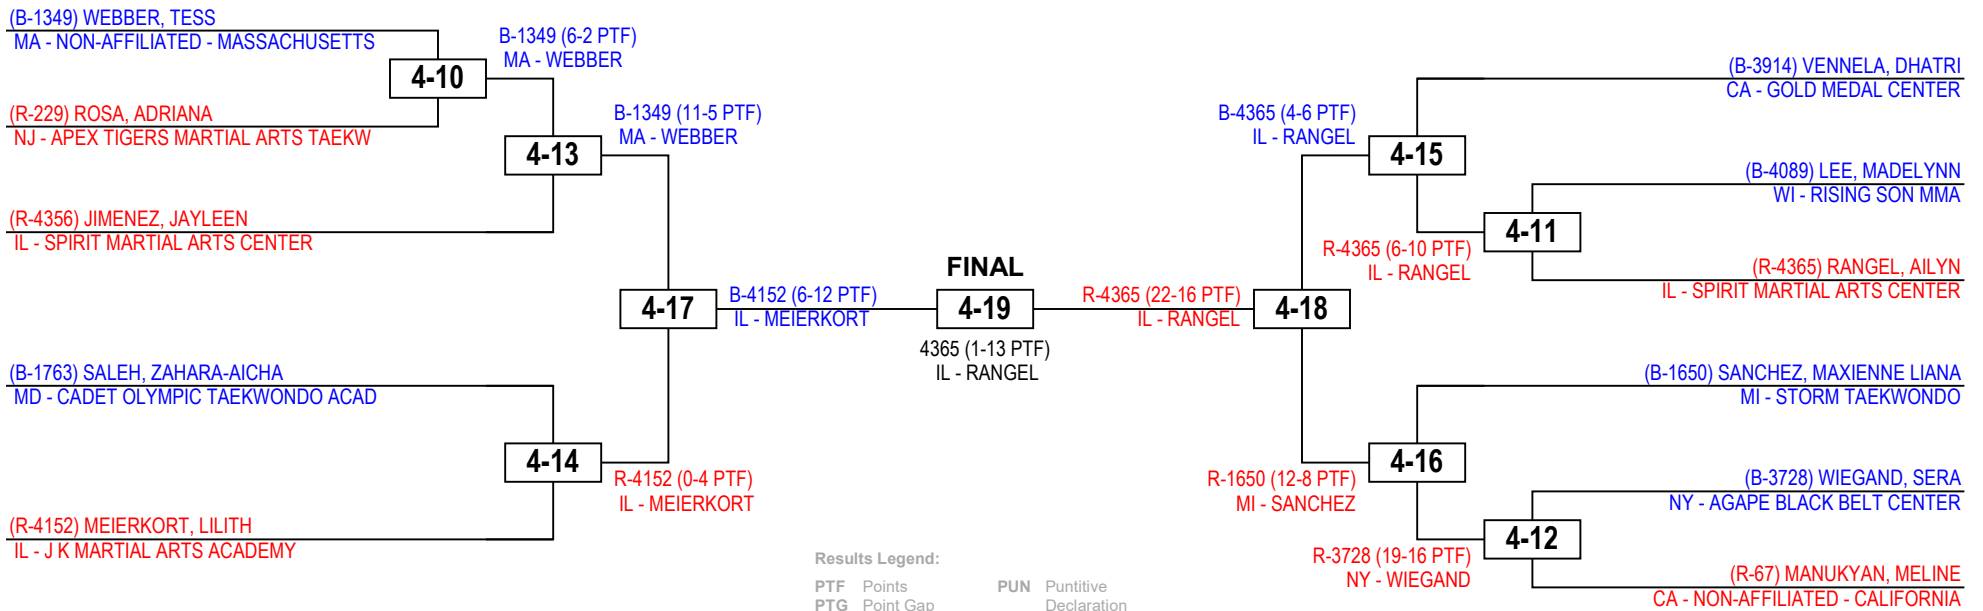 (B-1349) WEBBER, TESS
MA - NON-AFFILIATED - MASSACHUSETTS
4-10
(R-229) ROSA, ADRIANA
NJ - APEX TIGERS MARTIAL ARTS TAEKW
B-1349 (6-2 PTF)
MA - WEBBER
4-13
(R-4356) JIMENEZ, JAYLEEN
IL - SPIRIT MARTIAL ARTS CENTER
B-1349 (11-5 PTF)
MA - WEBBER
4-17
(B-1763) SALEH, ZAHARA-AICHA
MD - CADET OLYMPIC TAEKWONDO ACAD
4-14
(R-4152) MEIERKORT, LILITH
IL - J K MARTIAL ARTS ACADEMY
R-4152 (0-4 PTF)
IL - MEIERKORT
B-4152 (6-12 PTF)
IL - MEIERKORT
FINAL
4-19
4365 (1-13 PTF)
IL - RANGEL
R-4365 (22-16 PTF)
IL - RANGEL
4-18
B-4365 (4-6 PTF)
IL - RANGEL
4-15
(B-3914) VENNELA, DHATRI
CA - GOLD MEDAL CENTER
(B-4089) LEE, MADELYNN
WI - RISING SON MMA
4-11
R-4365 (6-10 PTF)
IL - RANGEL
(R-4365) RANGEL, AILYN
IL - SPIRIT MARTIAL ARTS CENTER
(B-1650) SANCHEZ, MAXIENNE LIANA
MI - STORM TAEKWONDO
4-16
R-1650 (12-8 PTF)
MI - SANCHEZ
(B-3728) WIEGAND, SERA
NY - AGAPE BLACK BELT CENTER
4-12
R-3728 (19-16 PTF)
NY - WIEGAND
(R-67) MANUKYAN, MELINE
CA - NON-AFFILIATED - CALIFORNIA
Results Legend:
PTF Points PUN Puntitive
PTG Point Gap Declaration